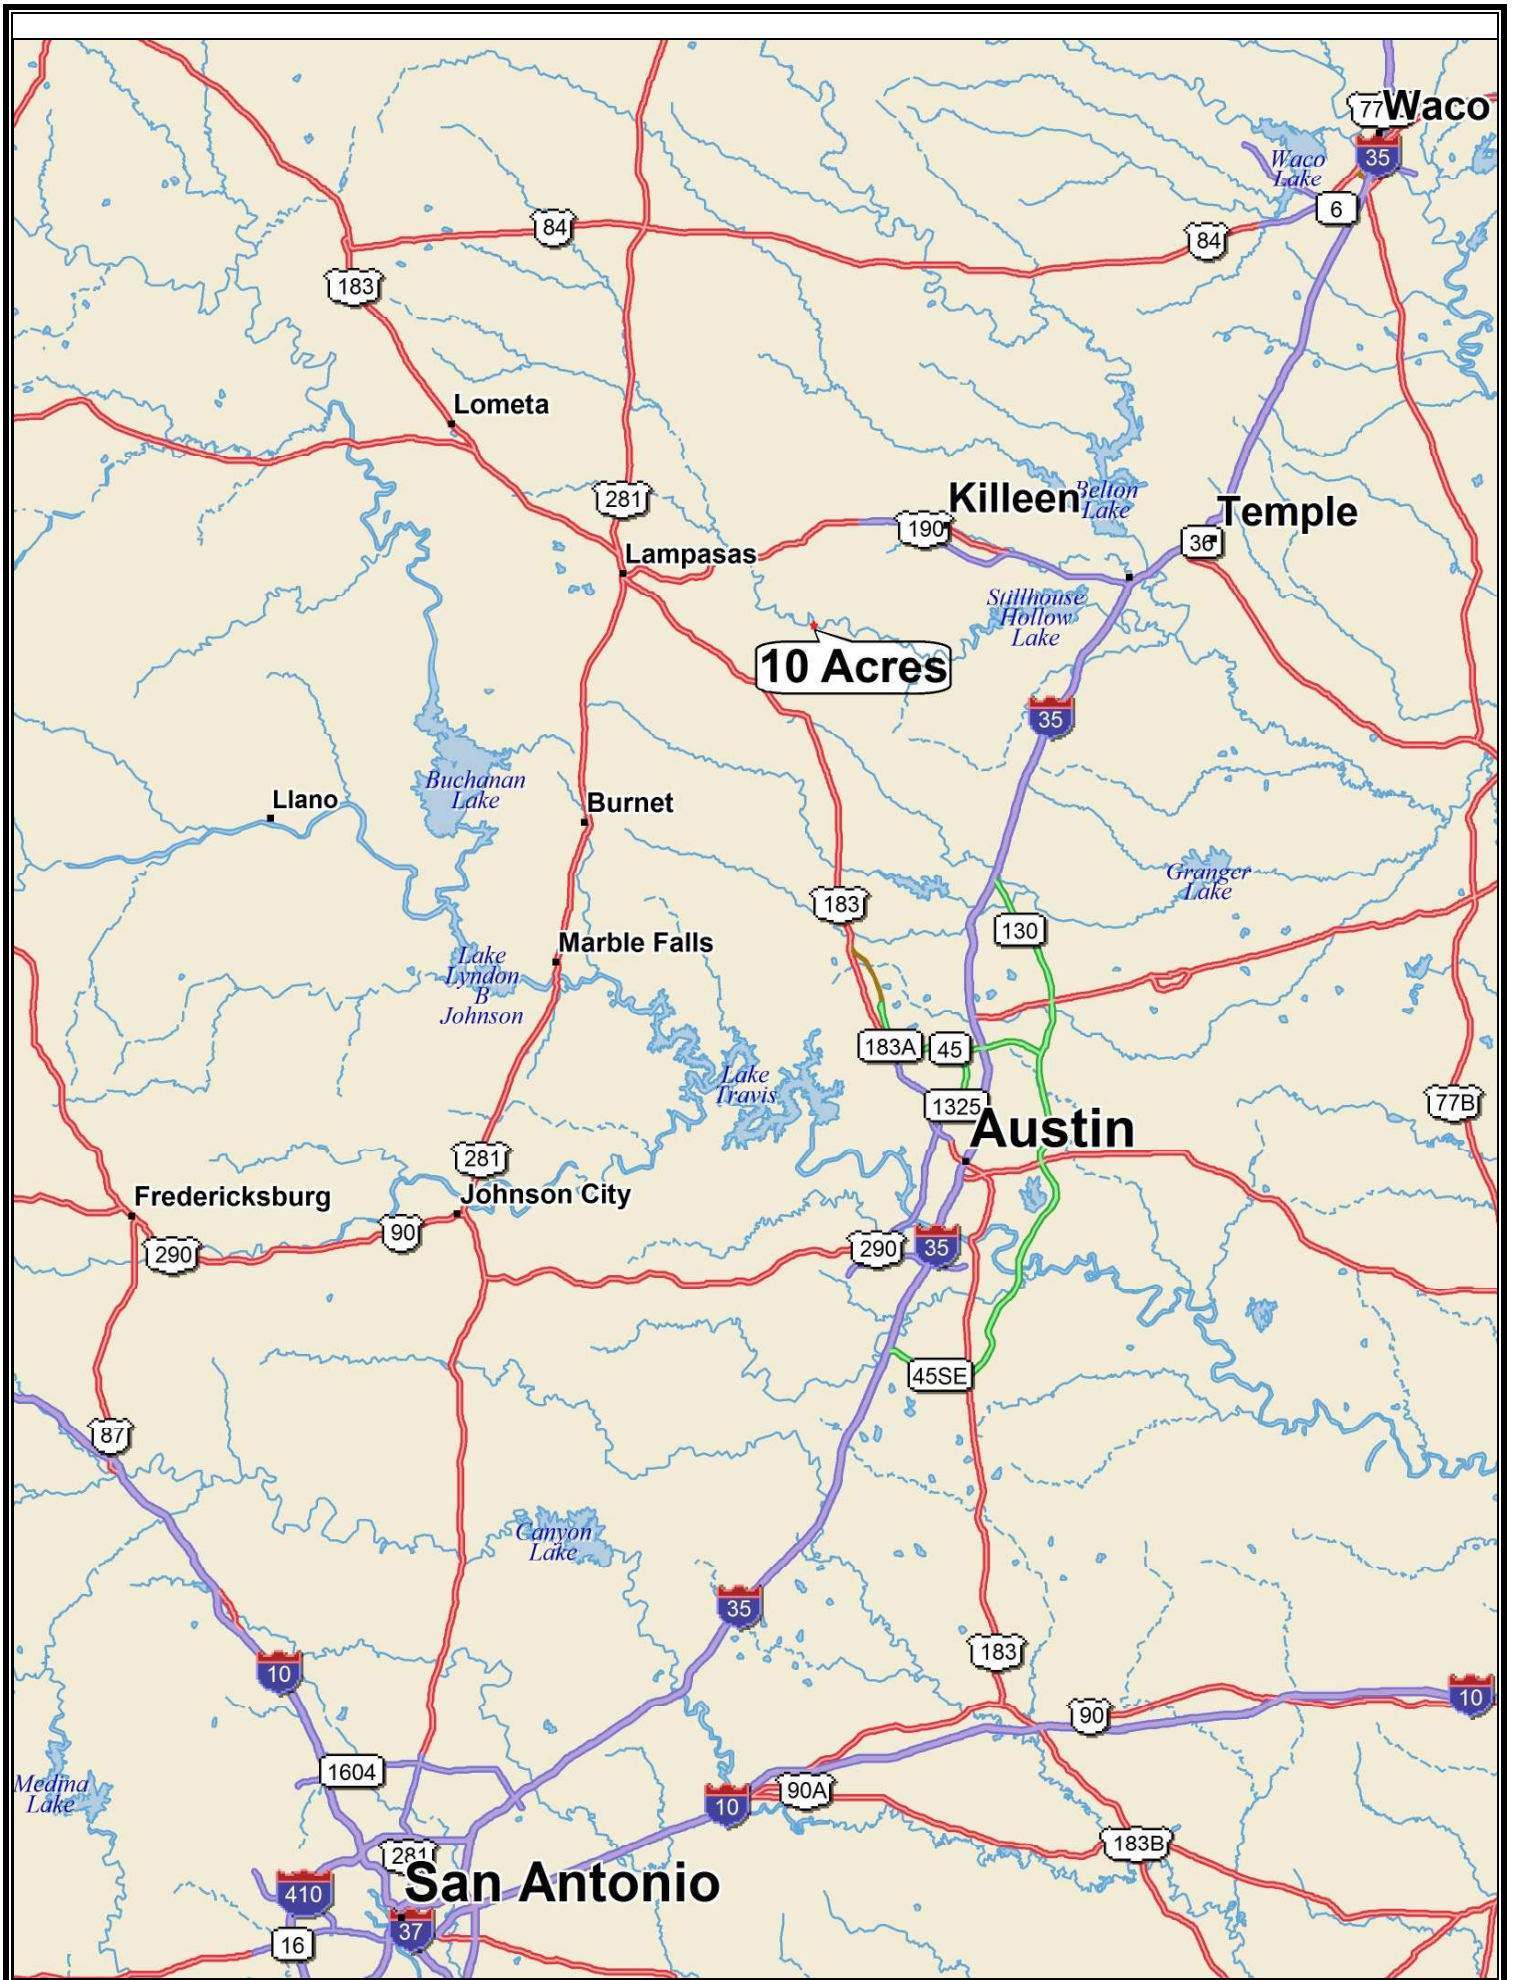 77
Waco
Waco
Lake
35
6
84
84
183
Lometa
281
Killeen
Belton
Lake
190
Temple
36
Lampasas
Stillhouse
Hollow
Lake
10 Acres
35
Buchanan
Lake
Llano
Burnet
Granger
Lake
183
130
Marble Falls
Lake
Lyndon
B
Johnson
183A
45
Lake
Travis
1325
77B
Austin
281
Fredericksburg
Johnson City
90
290
290
35
45SE
87
Canyon
Lake
35
183
10
10
90
1604
Medina
Lake
90A
10
183B
281
San Antonio
410
37
16